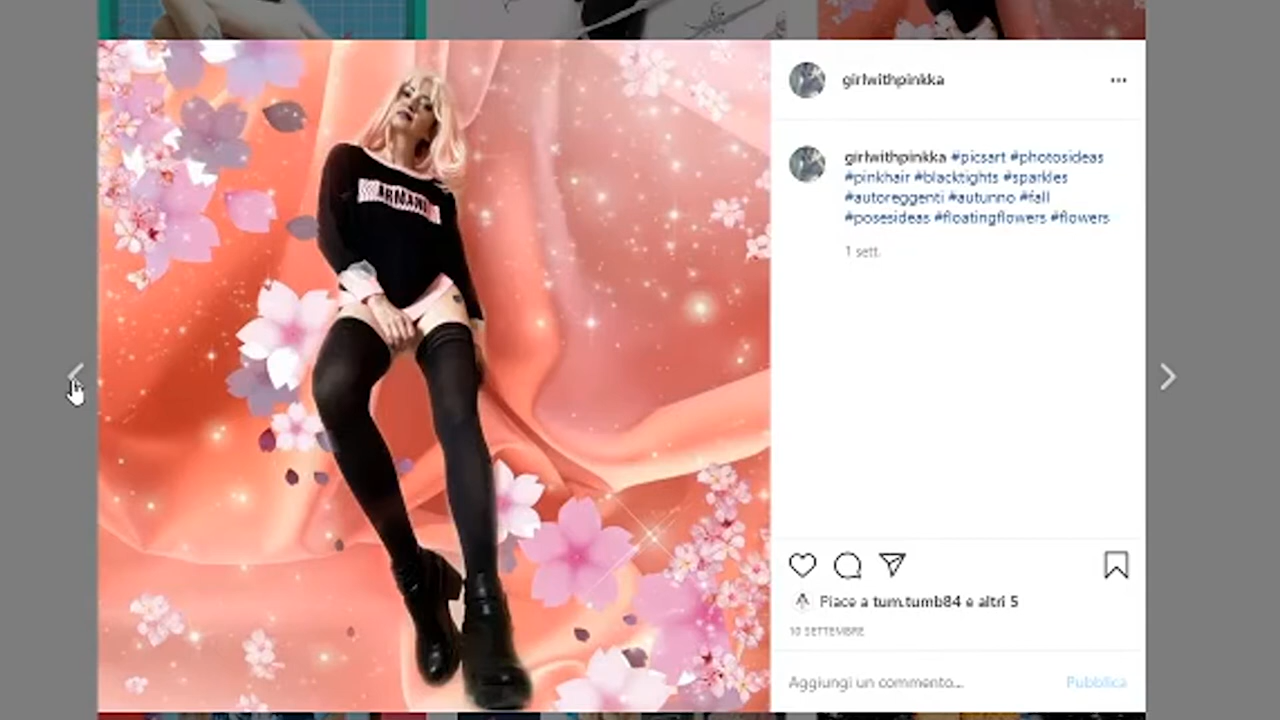 ARMANI
girlwithpinkka
girlwithpinkka #picsart #photosideas
#pinkhair #blacktights #sparkles
#autoreggenti #autunno #fall
#posesideas #floatingflowers #flowers
1 sett.
Piace a tum.tumb84 e altri 5
10 SETTEMBRE
Aggiungi un commento...
Pubblica